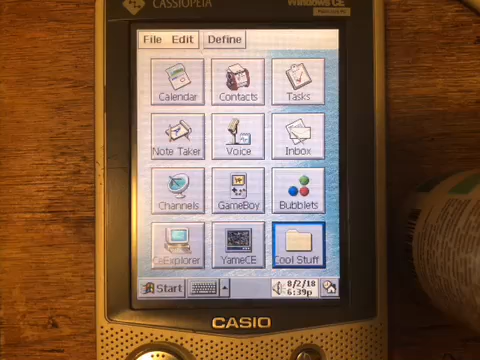 CASSIOPEIA
Windows CE
File Edit Define
Calendar Contacts Tasks
Note Taker Voice Inbox
Channels GameBoy Bubblets
CeExplorer YameCE Cool Stuff
Start 8/2/18
6:39p
CASIO